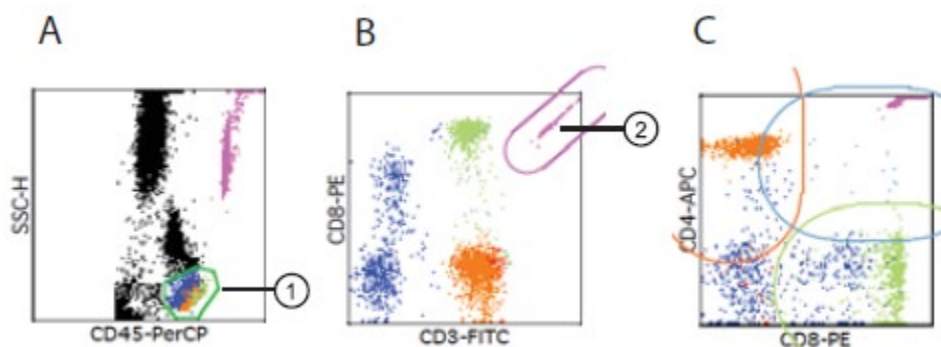 A
B
C
SSC-H
CD45-PerCP
1
CD8-PE
CD3-FITC
2
CD4-APC
CD8-PE